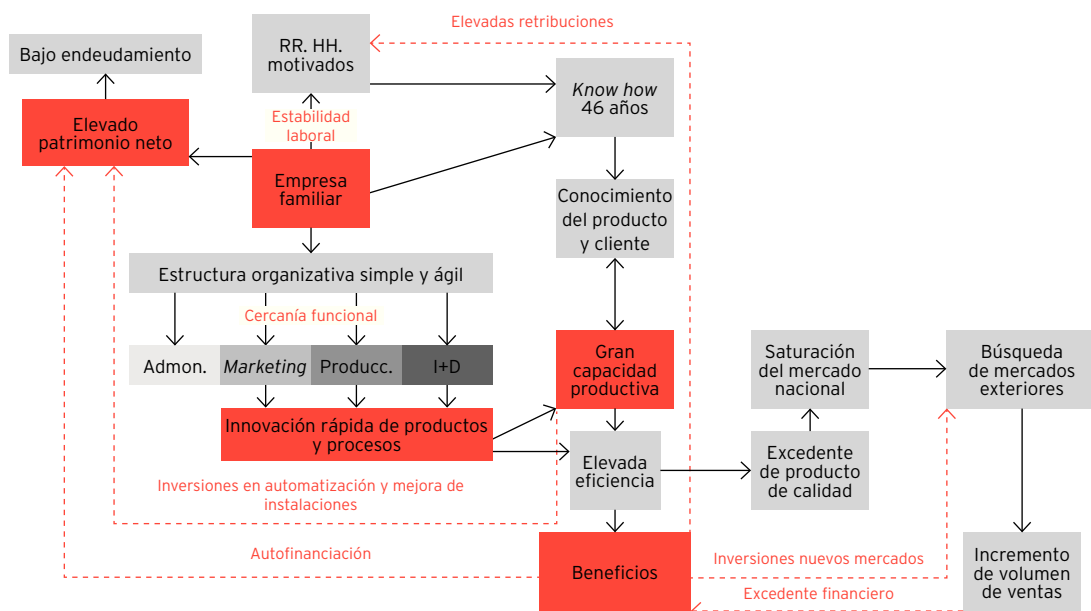 Elevadas retribuciones
Bajo endeudamiento
RR. HH.
motivados
Know how
46 años
Elevado
patrimonio neto
Estabilidad
laboral
Empresa
familiar
Conocimiento
del producto
y cliente
Estructura organizativa simple y ágil
Cercanía funcional
Admon.
Marketing
Producc.
I+D
Gran
capacidad
productiva
Saturación
del mercado
nacional
Búsqueda
de mercados
exteriores
Innovación rápida de productos
y procesos
Elevada
eficiencia
Excedente
de producto
de calidad
Inversiones en automatización y mejora de
instalaciones
Autofinanciación
Beneficios
Inversiones nuevos mercados
Excedente financiero
Incremento
de volumen
de ventas